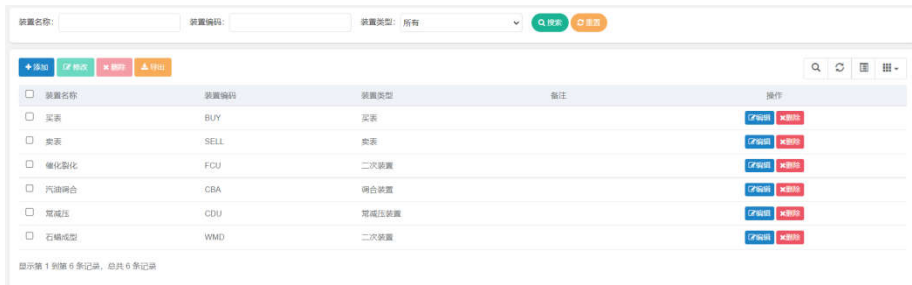 装置名称: 装置编码: 装置类型: 所有 搜索 重置
添加 修改 删除 导出
装置名称 装置编码 装置类型 备注 操作
买表 BUY 买表 编辑 删除
卖表 SELL 卖表 编辑 删除
催化裂化 FCU 二次装置 编辑 删除
汽油调合 CBA 调合装置 编辑 删除
常减压 CDU 常减压装置 编辑 删除
石蜡成型 WMD 二次装置 编辑 删除
显示第 1 到第 6 条记录，总共 6 条记录